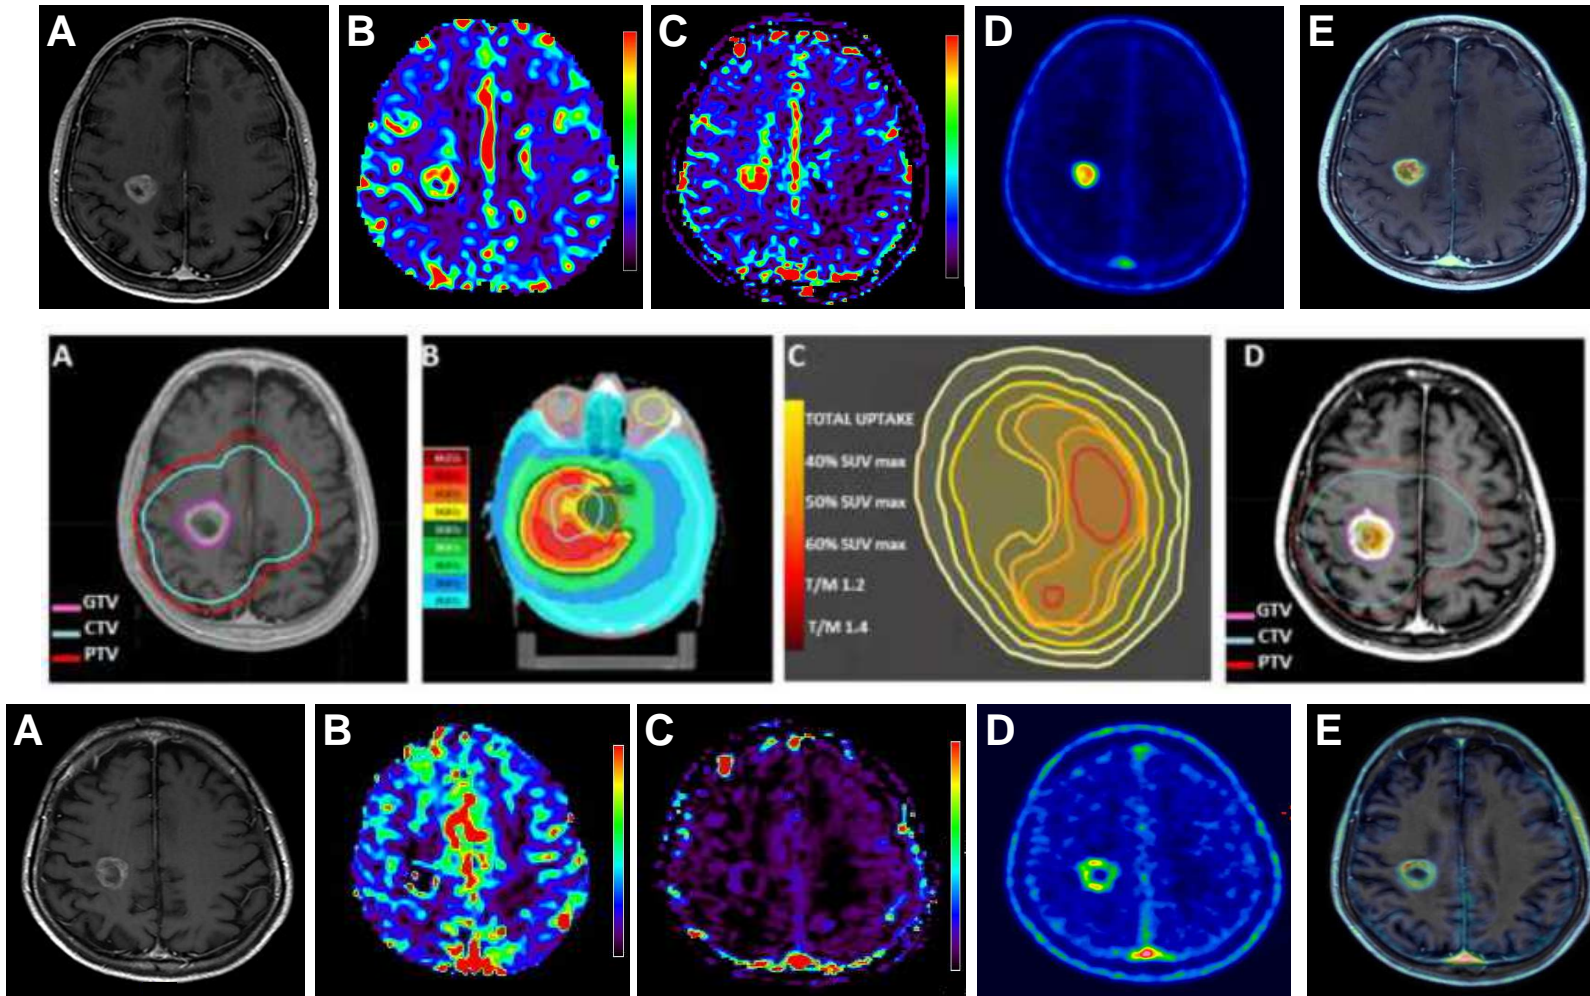 A
B
C
D
E
A
GTV
CTV
PTV
B
C
TOTAL UPTAKE
40% SUV max
50% SUV max
60% SUV max
T/M 1.2
T/M 1.4
D
GTV
CTV
PTV
A
B
C
D
E